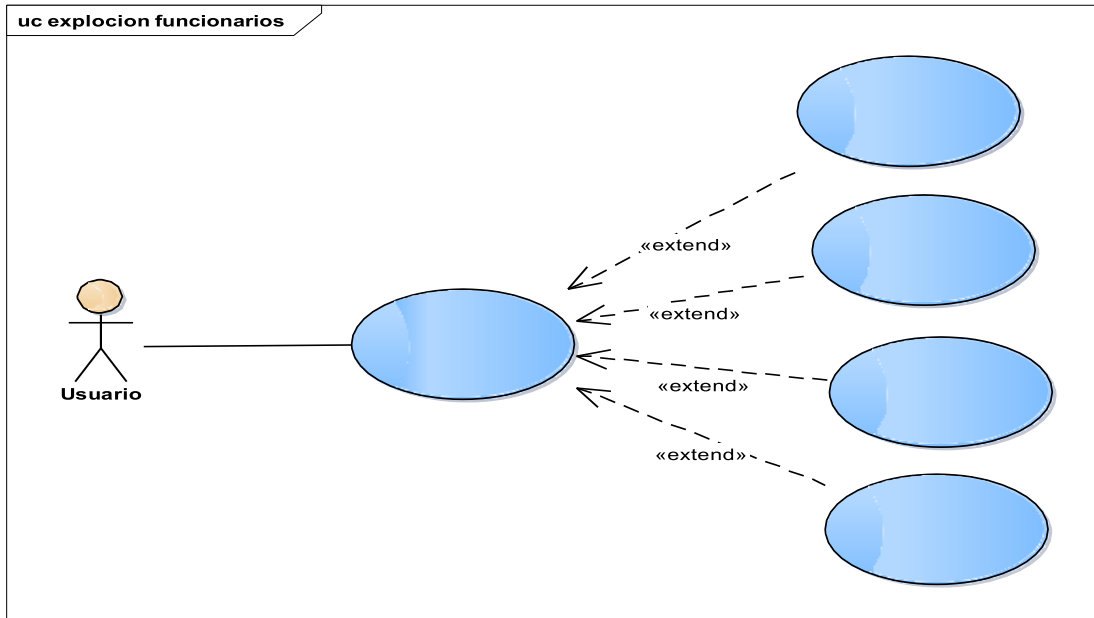 uc explocion funcionarios
«extend»
«extend»
«extend»
«extend»
Usuario